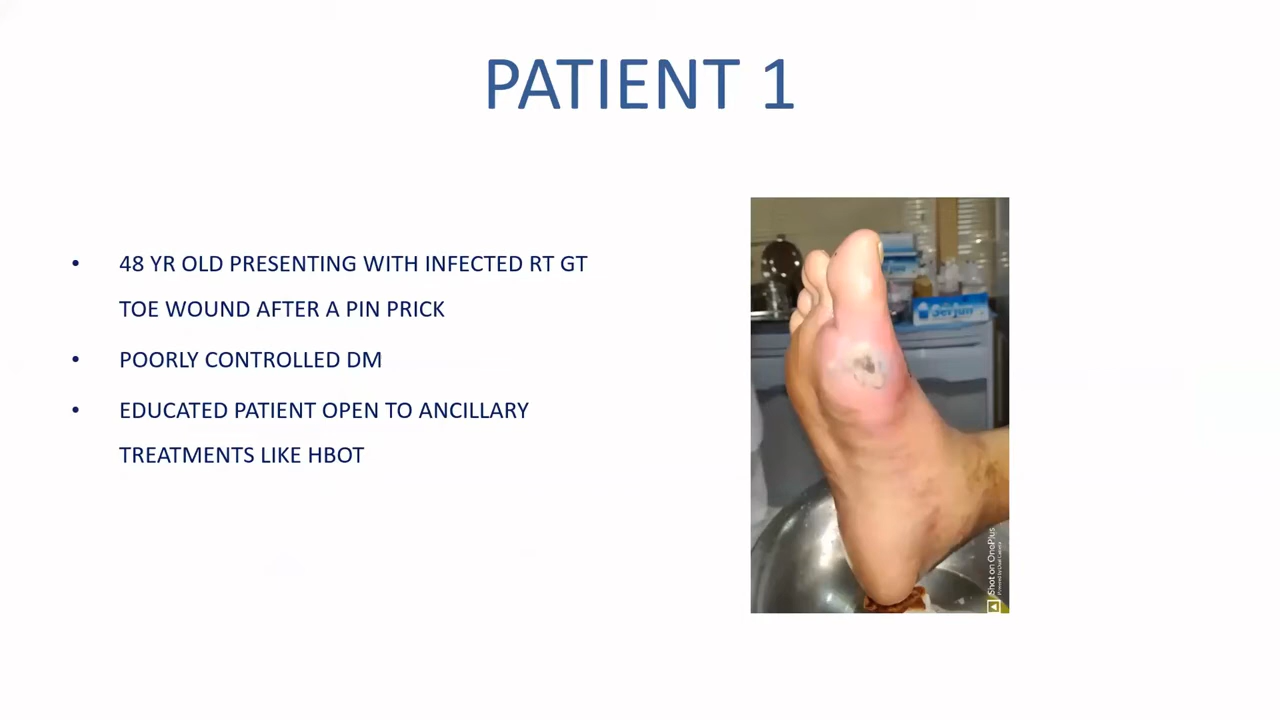 PATIENT 1
• 48 YR OLD PRESENTING WITH INFECTED RT GT
TOE WOUND AFTER A PIN PRICK
• POORLY CONTROLLED DM
• EDUCATED PATIENT OPEN TO ANCILLARY
TREATMENTS LIKE HBOT
Shot on OnePlus